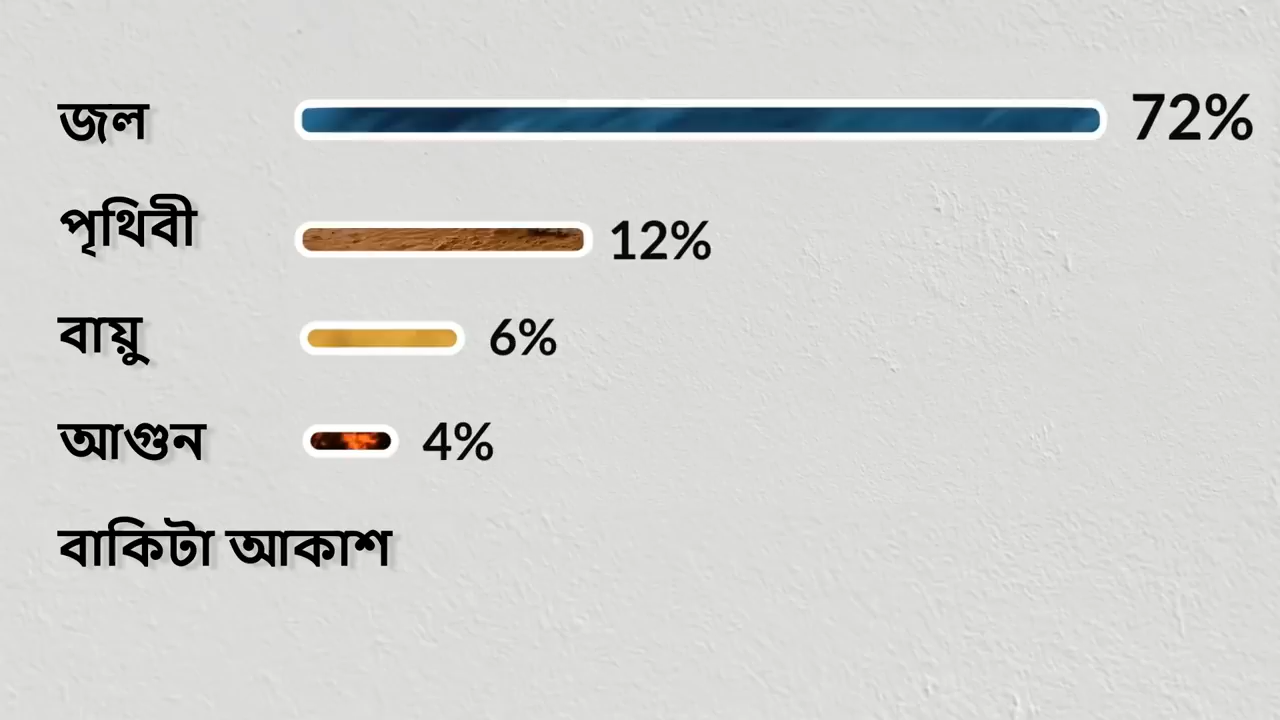 জল 72%
পৃথিবী 12%
বায়ু 6%
আগুন 4%
বাকিটা আকাশ